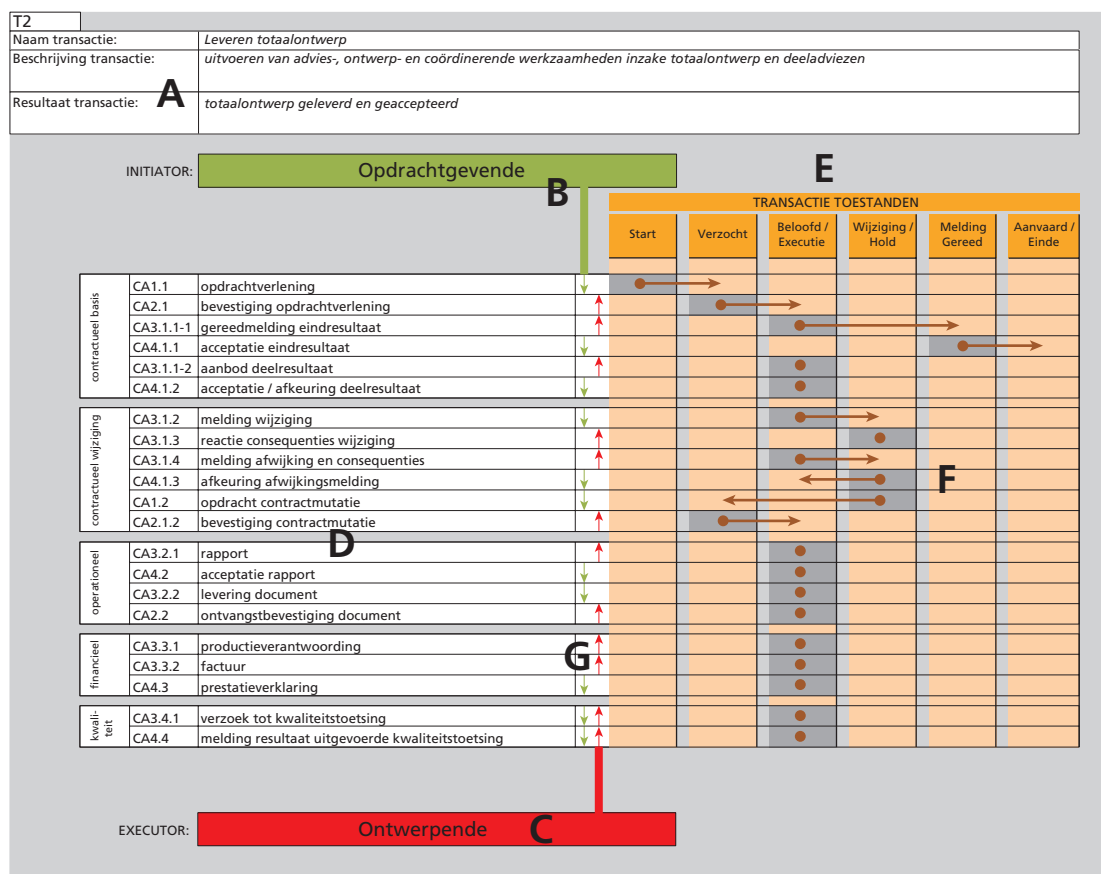 T2
Naam transactie: Leveren totaalontwerp
Beschrijving transactie: uitvoeren van advies-, ontwerp- en coördinerende werkzaamheden inzake totaalontwerp en deeladviezen
A
Resultaat transactie: totaalontwerp geleverd en geaccepteerd
INITIATOR: Opdrachtgevende
B
E
TRANSACTIE TOESTANDEN
Start
Verzocht
Beloofd /
Executie
Wijziging /
Hold
Melding
Gereed
Aanvaard /
Einde
contractueel basis
CA1.1 opdrachtverlening
CA2.1 bevestiging opdrachtverlening
CA3.1.1-1 gereedmelding eindresultaat
CA4.1.1 acceptatie eindresultaat
CA3.1.1-2 aanbod deelresultaat
CA4.1.2 acceptatie / afkeuring deelresultaat
contractueel wijziging
CA3.1.2 melding wijziging
CA3.1.3 reactie consequenties wijziging
CA3.1.4 melding afwijking en consequenties
CA4.1.3 afkeuring afwijkingsmelding
F
CA1.2 opdracht contractmutatie
CA2.1.2 bevestiging contractmutatie
D
operationeel
CA3.2.1 rapport
CA4.2 acceptatie rapport
CA3.2.2 levering document
CA2.2 ontvangstbevestiging document
financieel
CA3.3.1 productieverantwoording
G
CA3.3.2 factuur
CA4.3 prestatieverklaring
kwali-
teit
CA3.4.1 verzoek tot kwaliteitstoetsing
CA4.4 melding resultaat uitgevoerde kwaliteitstoetsing
EXECUTOR: Ontwerpende
C